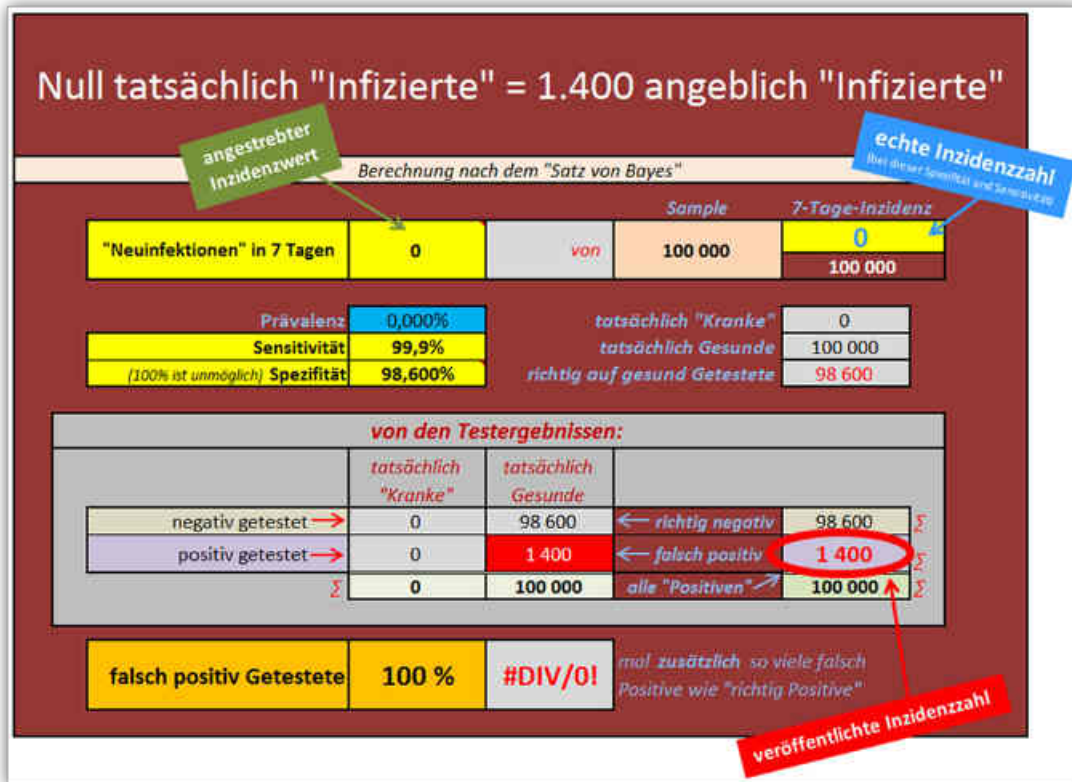 Null tatsächlich "Infizierte" = 1.400 angeblich "Infizierte"
angestrebter
Inzidenzwert
echte Inzidenzzahl
(bei dieser Spezifität und Sensitivität)
Berechnung nach dem "Satz von Bayes"
Sample 7-Tage-Inzidenz
"Neuinfektionen" in 7 Tagen 0 von 100 000 0
100 000
Prävalenz 0,000% tatsächlich "Kranke" 0
Sensitivität 99,9% tatsächlich Gesunde 100 000
(100% ist unmöglich) Spezifität 98,600% richtig auf gesund Getestete 98 600
von den Testergebnissen:
tatsächlich tatsächlich
"Kranke" Gesunde
negativ getestet 0 98 600 richtig negativ 98 600 Σ
positiv getestet 0 1 400 falsch positiv 1 400 Σ
Σ 0 100 000 alle "Positiven" 100 000 Σ
falsch positiv Getestete 100 % #DIV/0! mal zusätzlich so viele falsch
Positive wie "richtig Positive"
veröffentlichte Inzidenzzahl